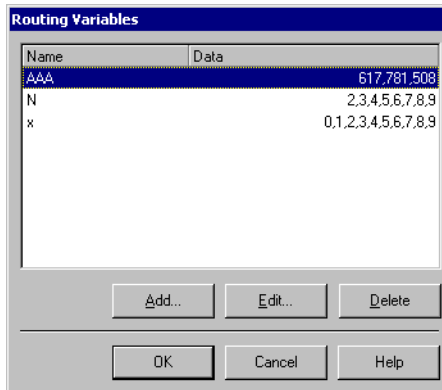 Routing Variables
Name Data
AAA 617,781,508
N 2,3,4,5,6,7,8,9
x 0,1,2,3,4,5,6,7,8,9
Add... Edit... Delete
OK Cancel Help